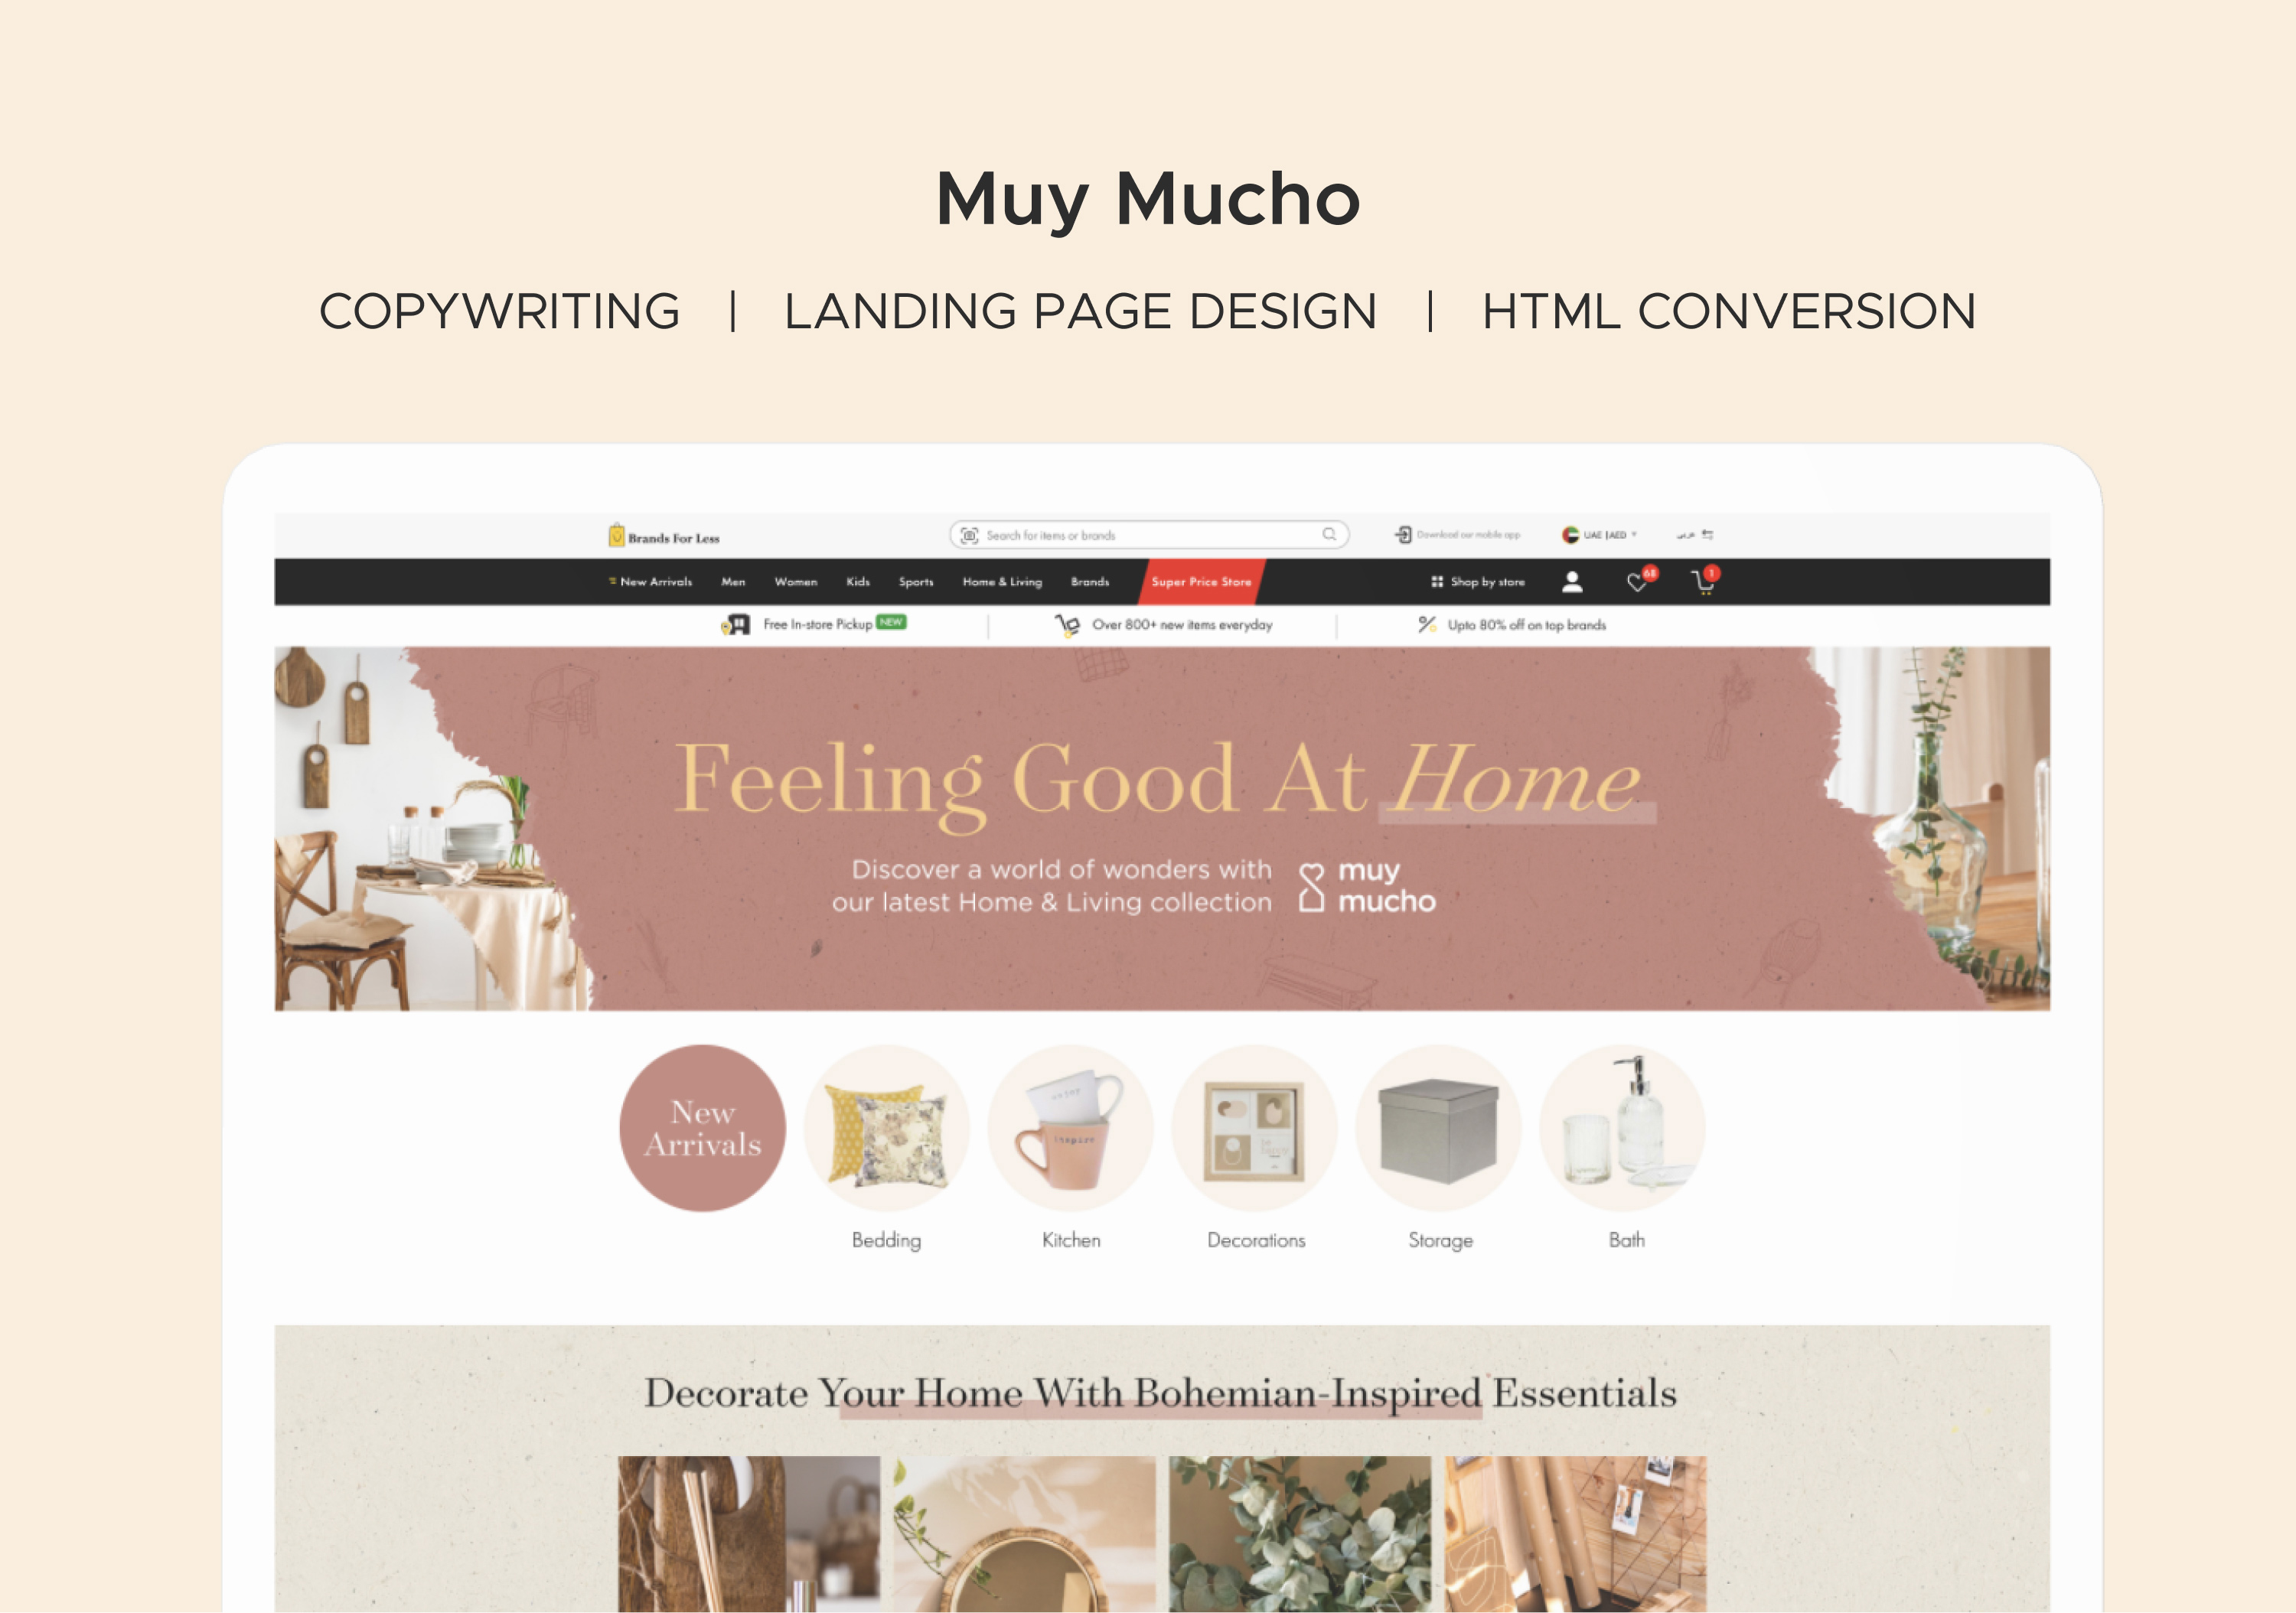 Muy Mucho
COPYWRITING | LANDING PAGE DESIGN | HTML CONVERSION
Brands For Less
Search for items or brands
Download our mobile app
UAE |AED
عربي
New Arrivals
Men
Women
Kids
Sports
Home & Living
Brands
Super Price Store
Shop by store
68
1
Free In-store Pickup NEW
Over 800+ new items everyday
Upto 80% off on top brands
Feeling Good At Home
Discover a world of wonders with
our latest Home & Living collection
muy
mucho
New
Arrivals
enjoy
inspire
Bedding
Kitchen
Decorations
Storage
Bath
Decorate Your Home With Bohemian-Inspired Essentials